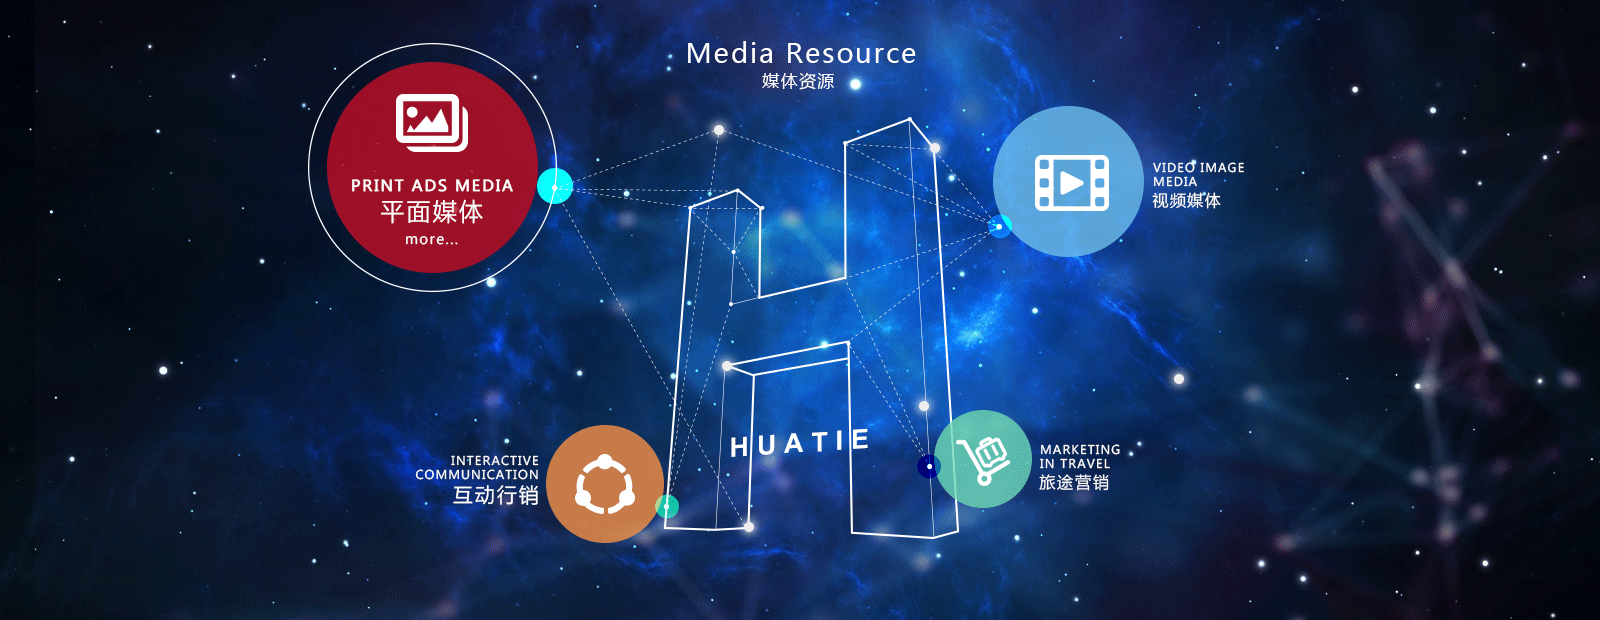 Media Resource
媒体资源
PRINT ADS MEDIA
平面媒体
more...
VIDEO IMAGE
MEDIA
视频媒体
HUATIE
INTERACTIVE
COMMUNICATION
互动行销
MARKETING
IN TRAVEL
旅途营销